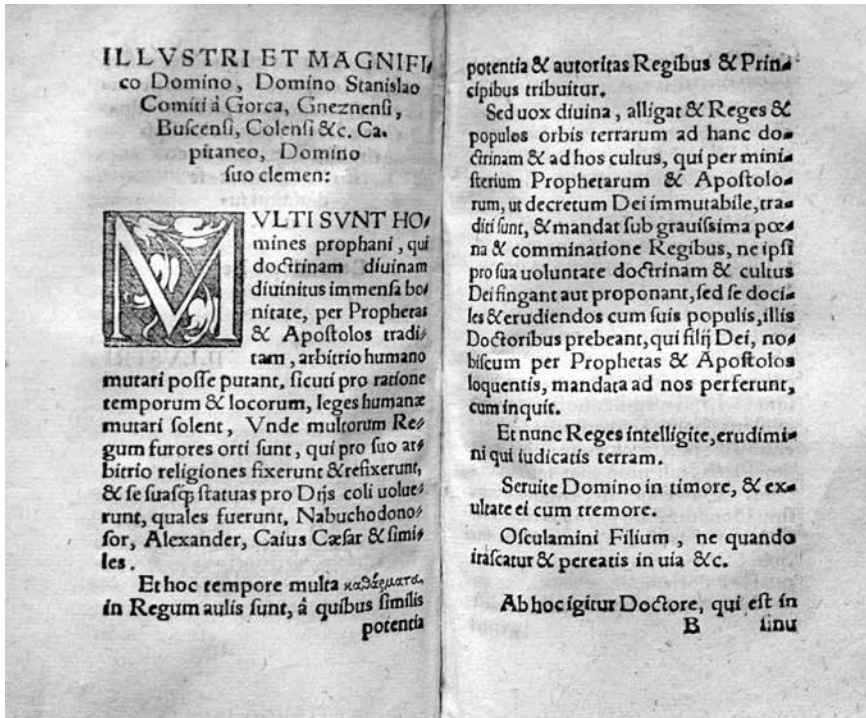 ILLVSTRI ET MAGNIFI⸗
co Domino, Domino Stanislao
Comiti à Gorca, Gneznenſi,
Buſcenſi, Colenſi &c. Ca.
pitaneo, Domino
ſuo clemen:
MVLTI SVNT HO⸗
mines prophani, qui
doctrinam diuinam
diuinitus immenſa bo⸗
nitate, per Prophetas
& Apoſtolos tradi⸗
tam, arbitrio humano
mutari poſſe putant, ſicuti pro ratione
temporum & locorum, leges humanæ
mutari ſolent, Vnde multorum Re⸗
gum furores orti ſunt, qui pro ſuo ar⸗
bitrio religiones fixerunt & refixerunt,
& ſe ſuasq; ſtatuas pro Dijs coli uolue⸗
runt, quales fuerunt, Nabuchodono⸗
ſor, Alexander, Caius Cæſar & ſimi⸗
les.
Et hoc tempore multa καθάρματα
in Regum aulis ſunt, á quibus ſimilis
potentia
potentia & autoritas Regibus & Prin⸗
cipibus tribuitur.
Sed uox diuina, alligat & Reges &
populos orbis terrarum ad hanc do⸗
ctrinam & ad hos cultus, qui per mini⸗
ſterium Prophetarum & Apoſtolo⸗
rum, ut decretum Dei immutabile, tra⸗
diti ſunt, & mandat ſub grauiſsima pœ⸗
na & comminatione Regibus, ne ipſi
pro ſua uoluntate doctrinam & cultus
Dei fingant aut proponant, ſed ſe doci⸗
les & erudiendos cum ſuis populis, illis
Doctoribus prebeant, qui filij Dei, no⸗
biſcum per Prophetas & Apoſtolos
loquentis, mandata ad nos perferunt,
cum inquit.
Et nunc Reges intelligite, erudimi⸗
ni qui iudicatis terram.
Seruite Domino in timore, & ex⸗
ultate ei cum tremore.
Oſculamini Filium, ne quando
iraſcatur & pereatis in uia &c.
Ab hoc igitur Doctore, qui eſt in
B ſinu